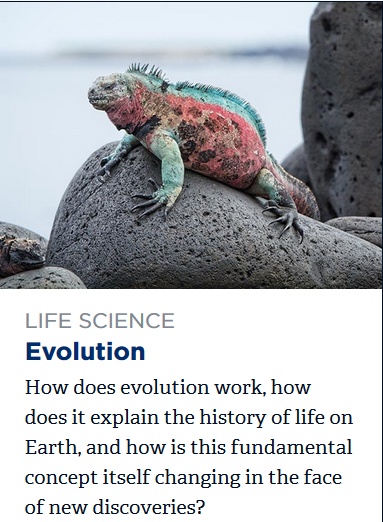 LIFE SCIENCE
Evolution
How does evolution work, how
does it explain the history of life on
Earth, and how is this fundamental
concept itself changing in the face
of new discoveries?